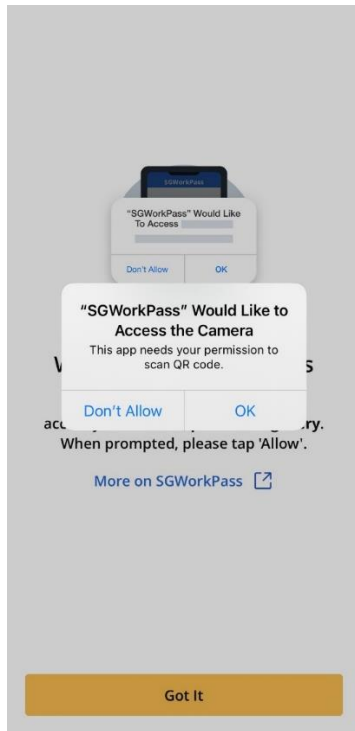 SGWorkPass
"SGWorkPass" Would Like
To Access
Don't Allow
OK
"SGWorkPass" Would Like to
Access the Camera
This app needs your permission to
scan QR code.
Don't Allow
OK
When prompted, please tap 'Allow'.
More on SGWorkPass
Got It